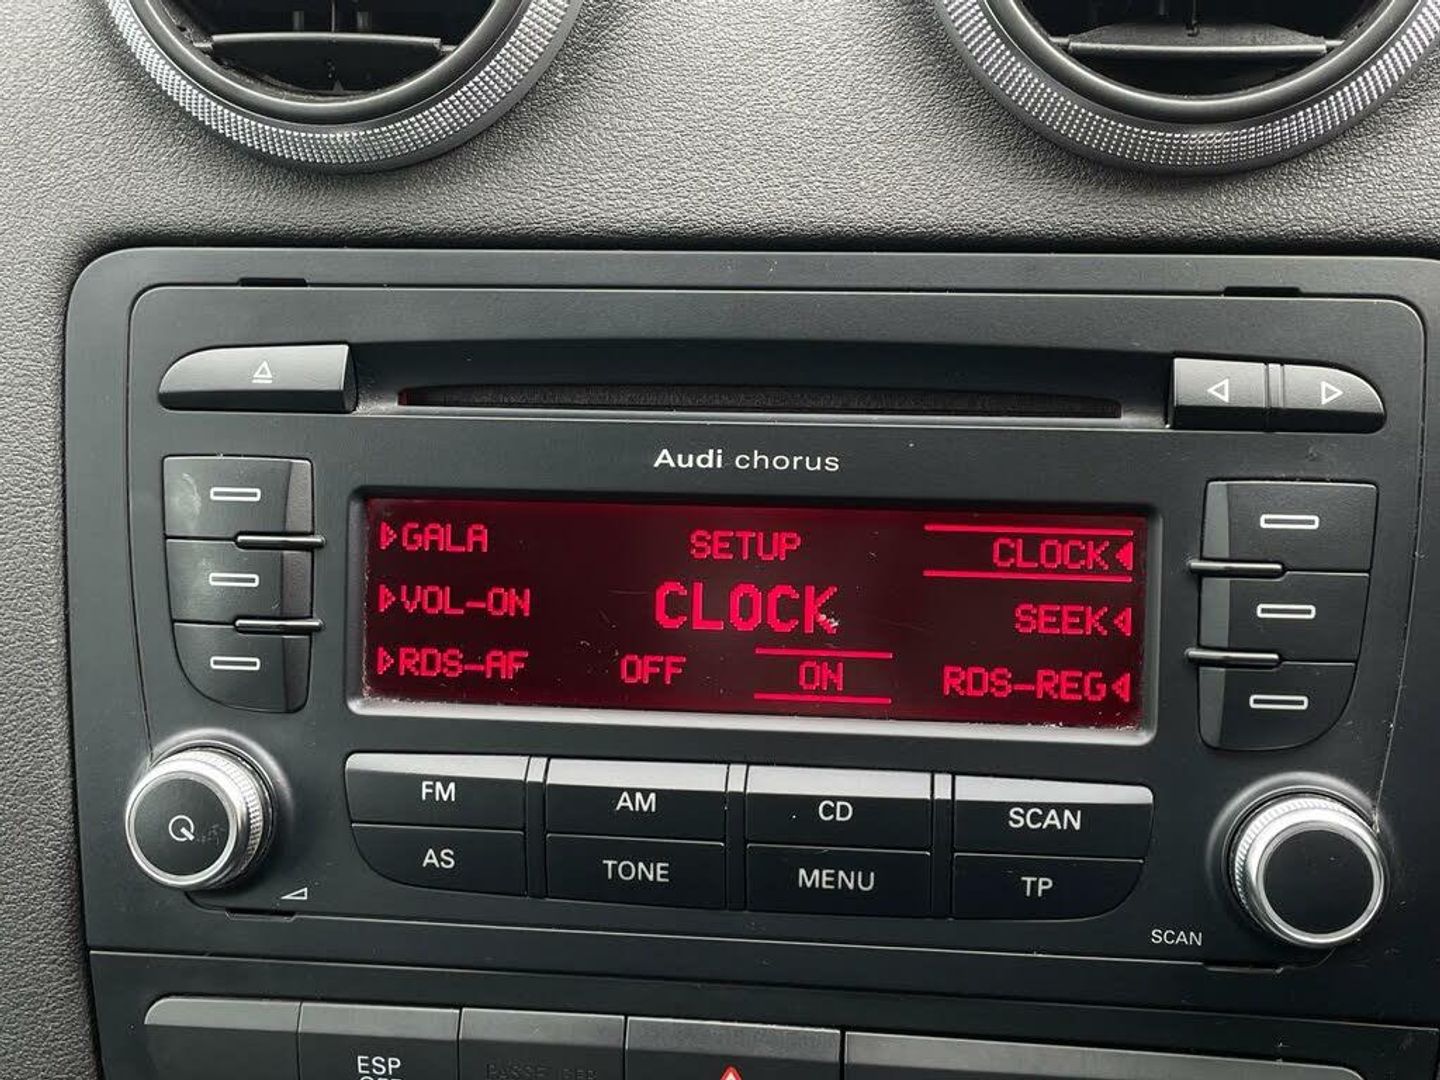 Audi chorus
GALA SETUP CLOCK
VOL-ON CLOCK SEEK
RDS-AF OFF ON RDS-REG
FM AM CD SCAN
AS TONE MENU TP
SCAN
ESP